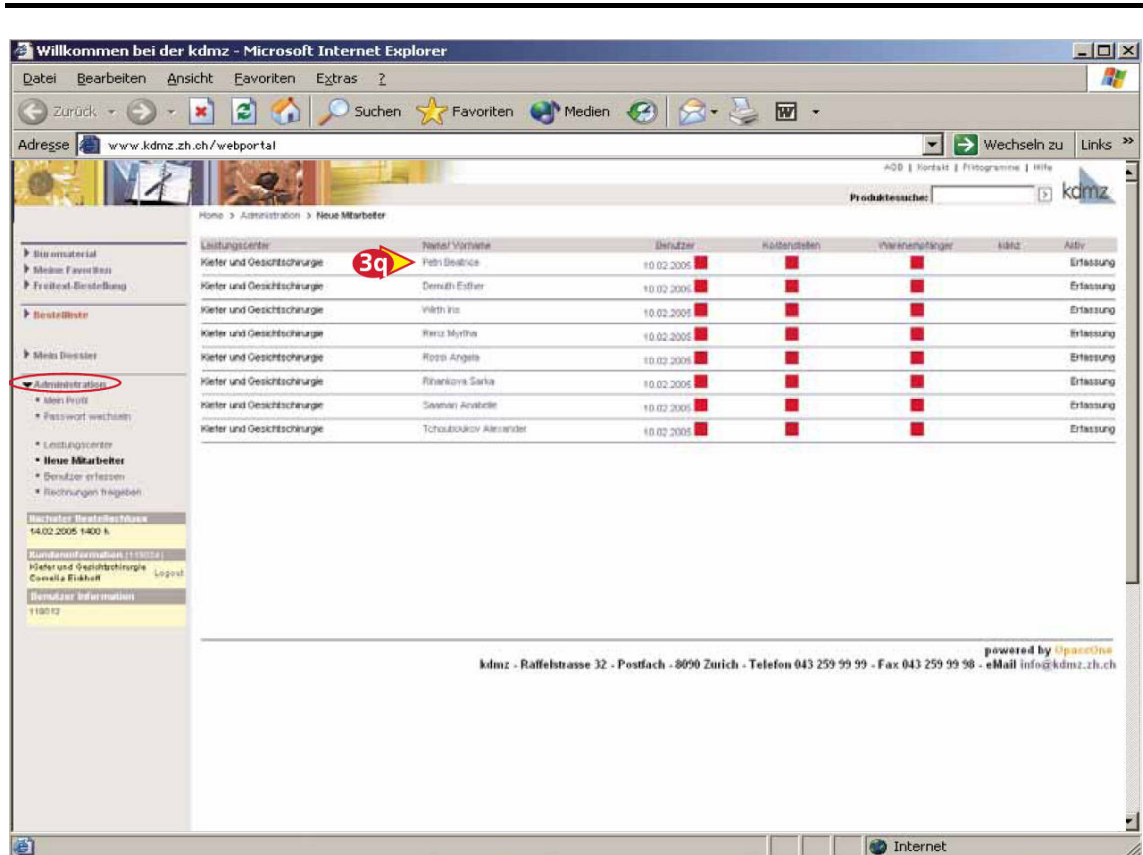 Willkommen bei der kdmz - Microsoft Internet Explorer
Datei Bearbeiten Ansicht Favoriten Extras ?
Zurück Suchen Favoriten Medien
Adresse www.kdmz.zh.ch/webportal Wechseln zu Links »
AGB | Kontakt | Piktogramme | Hilfe
Produktesuche: kdmz
Home > Administration > Neue Mitarbeiter
Leistungscenter Name/ Vorname Benutzer Kostenstellen Warenempfänger kdmz Aktiv
Kiefer und Gesichtschirurgie 3q Petri Beatrice 10.02.2005 Erfassung
Kiefer und Gesichtschirurgie Demuth Esther 10.02.2005 Erfassung
Kiefer und Gesichtschirurgie Wirth Iris 10.02.2005 Erfassung
Kiefer und Gesichtschirurgie Renz Myrtha 10.02.2005 Erfassung
Kiefer und Gesichtschirurgie Rossi Angela 10.02.2005 Erfassung
Kiefer und Gesichtschirurgie Rihankova Sarka 10.02.2005 Erfassung
Kiefer und Gesichtschirurgie 10.02.2005 Erfassung
Kiefer und Gesichtschirurgie Tchouboukov Alexander 10.02.2005 Erfassung
Büromaterial
Meine Favoriten
Freitext-Bestellung
Bestellliste
Mein Dossier
Administration
Mein Profil
Passwort wechseln
Leistungscenter
Neue Mitarbeiter
Benutzer erfassen
Rechnungen freigeben
Nächster Bestellschluss
14.02.2005 1400 h.
Kundeninformation
Kiefer und Gesichtschirurgie
Cornelia Eickhoff Logout
Benutzer Information
powered by OpaccOne
kdmz - Raffelstrasse 32 - Postfach - 8090 Zurich - Telefon 043 259 99 99 - Fax 043 259 99 98 - eMail info@kdmz.zh.ch
Internet